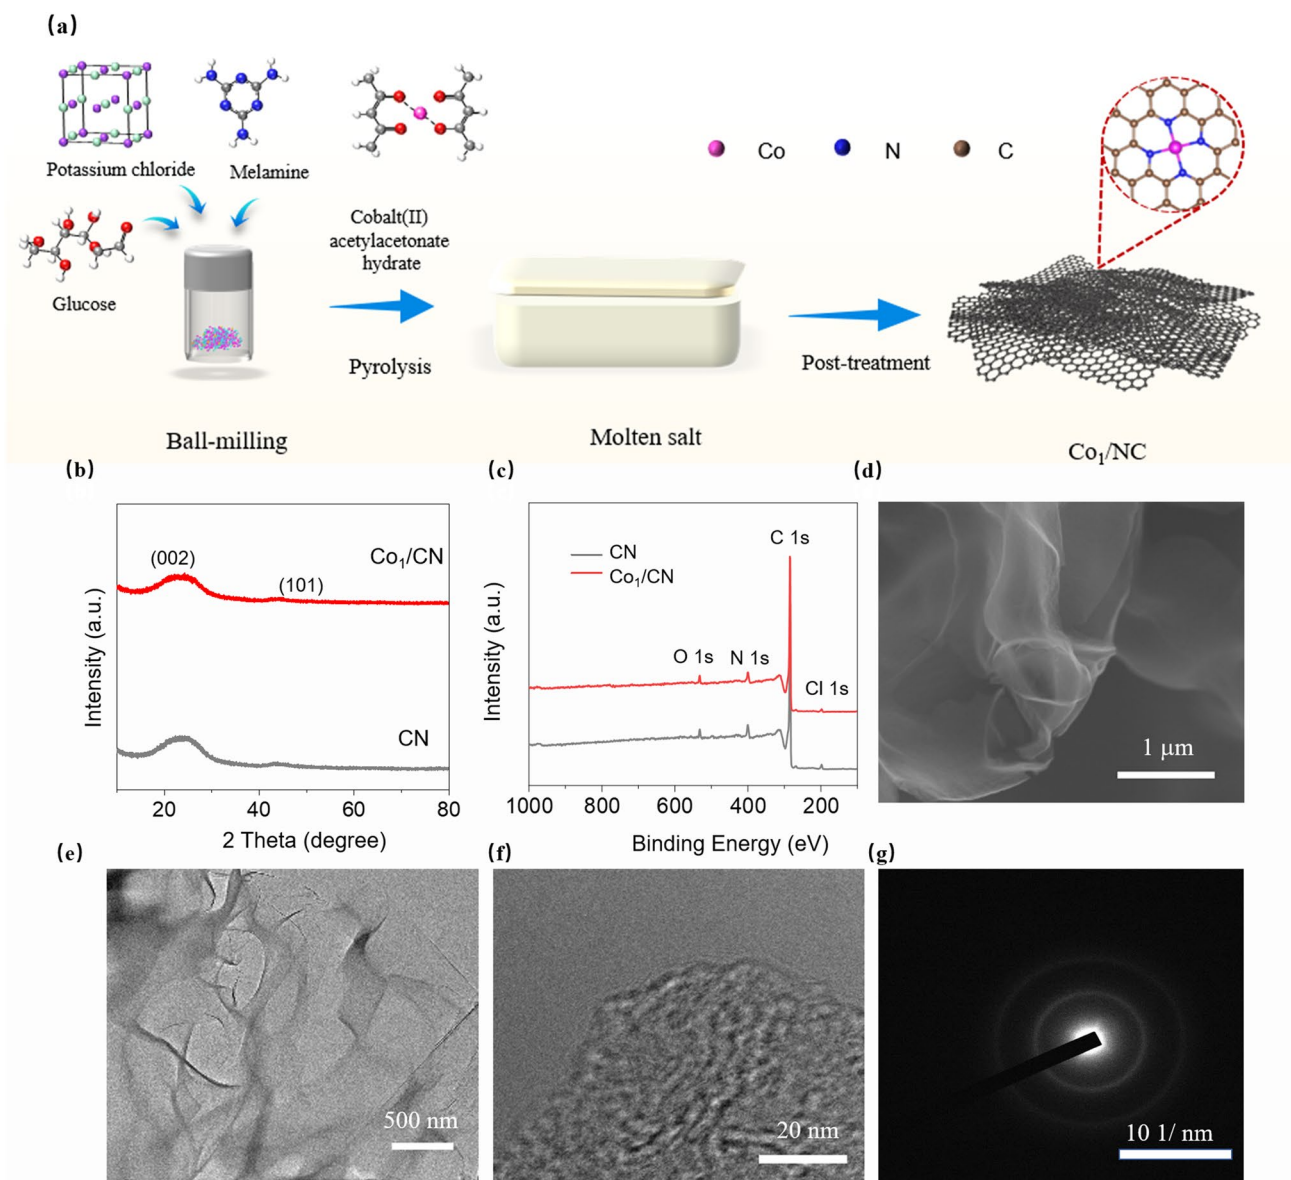 (a)
Potassium chloride
Melamine
Co
N
C
Glucose
Cobalt(II)
acetylacetonate
hydrate
Pyrolysis
Post-treatment
Ball-milling
Molten salt
Co₁/NC
(b)
(002)
Co₁/CN
(101)
CN
Intensity (a.u.)
20
40
60
80
2 Theta (degree)
(c)
CN
Co₁/CN
C 1s
O 1s
N 1s
Cl 1s
Intensity (a.u.)
1000
800
600
400
200
Binding Energy (eV)
(d)
1 μm
(e)
500 nm
(f)
20 nm
(g)
10 1/ nm